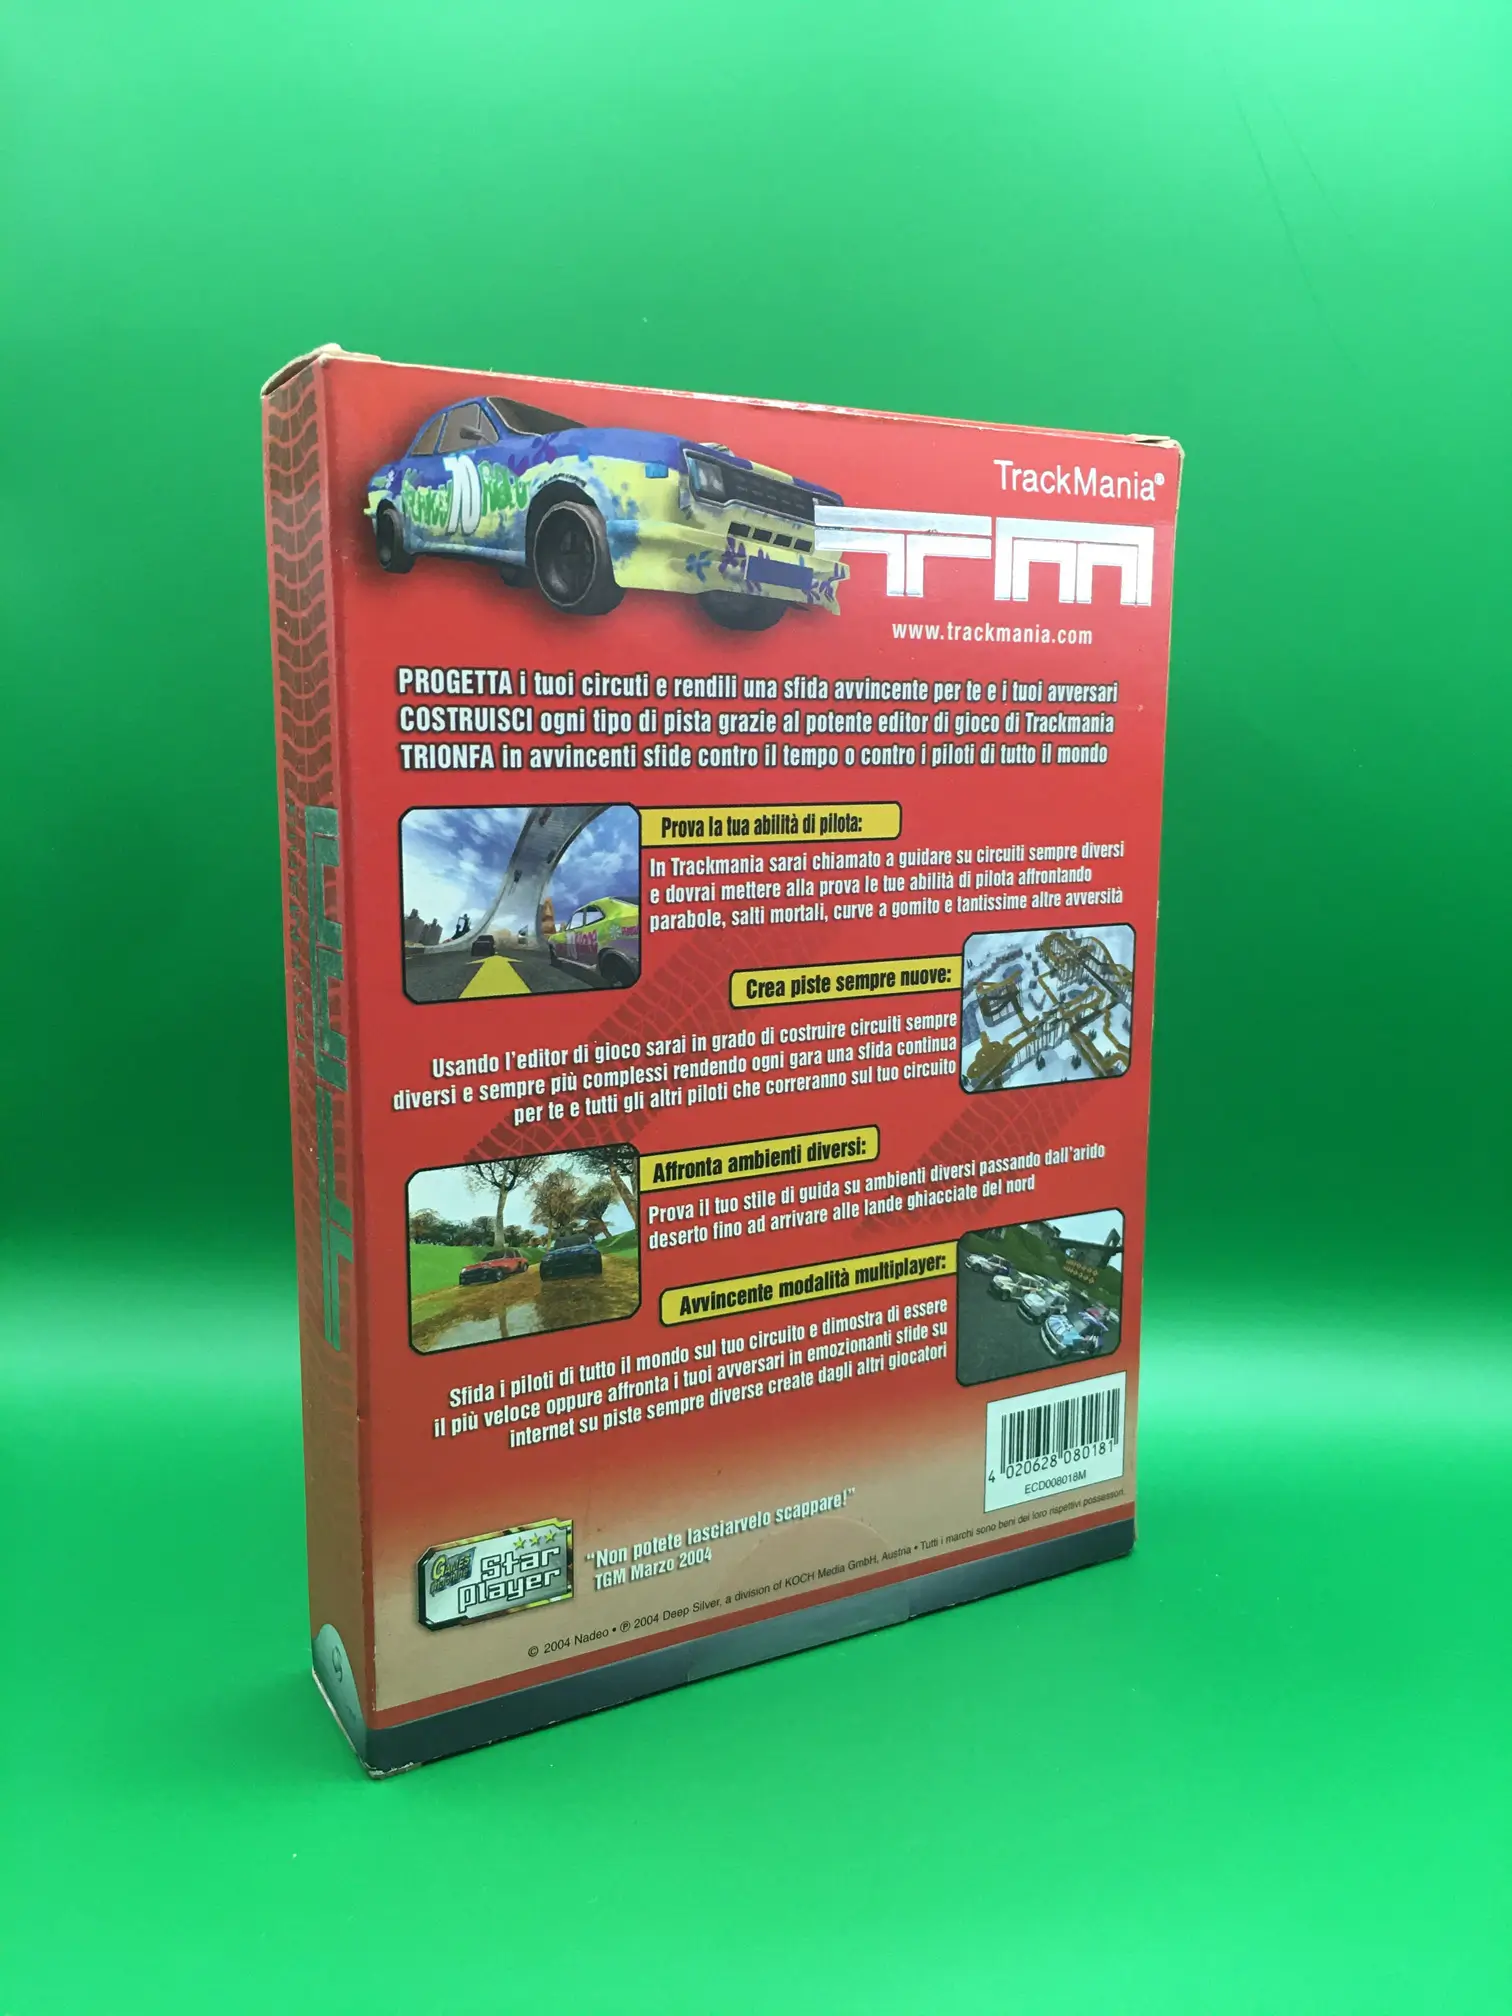 TrackMania®
TM
www.trackmania.com
PROGETTA i tuoi circuti e rendili una sfida avvincente per te e i tuoi avversari
COSTRUISCI ogni tipo di pista grazie al potente editor di gioco di Trackmania
TRIONFA in avvincenti sfide contro il tempo o contro i piloti di tutto il mondo
Prova la tua abilità di pilota:
In Trackmania sarai chiamato a guidare su circuiti sempre diversi
e dovrai mettere alla prova le tue abilità di pilota affrontando
parabole, salti mortali, curve a gomito e tantissime altre avversità
Crea piste sempre nuove:
Usando l'editor di gioco sarai in grado di costruire circuiti sempre
diversi e sempre più complessi rendendo ogni gara una sfida continua
per te e tutti gli altri piloti che correranno sul tuo circuito
Affronta ambienti diversi:
Prova il tuo stile di guida su ambienti diversi passando dall'arido
deserto fino ad arrivare alle lande ghiacciate del nord
Avvincente modalità multiplayer:
Sfida i piloti di tutto il mondo sul tuo circuito e dimostra di essere
il più veloce oppure affronta i tuoi avversari in emozionanti sfide su
internet su piste sempre diverse create dagli altri giocatori
4 020628 080181
ECD008018M
Star
player
"Non potete lasciarvelo scappare!"
TGM Marzo 2004
© 2004 Nadeo • ℗ 2004 Deep Silver, a division of KOCH Media GmbH, Austria • Tutti i marchi sono beni dei loro rispettivi possessori.